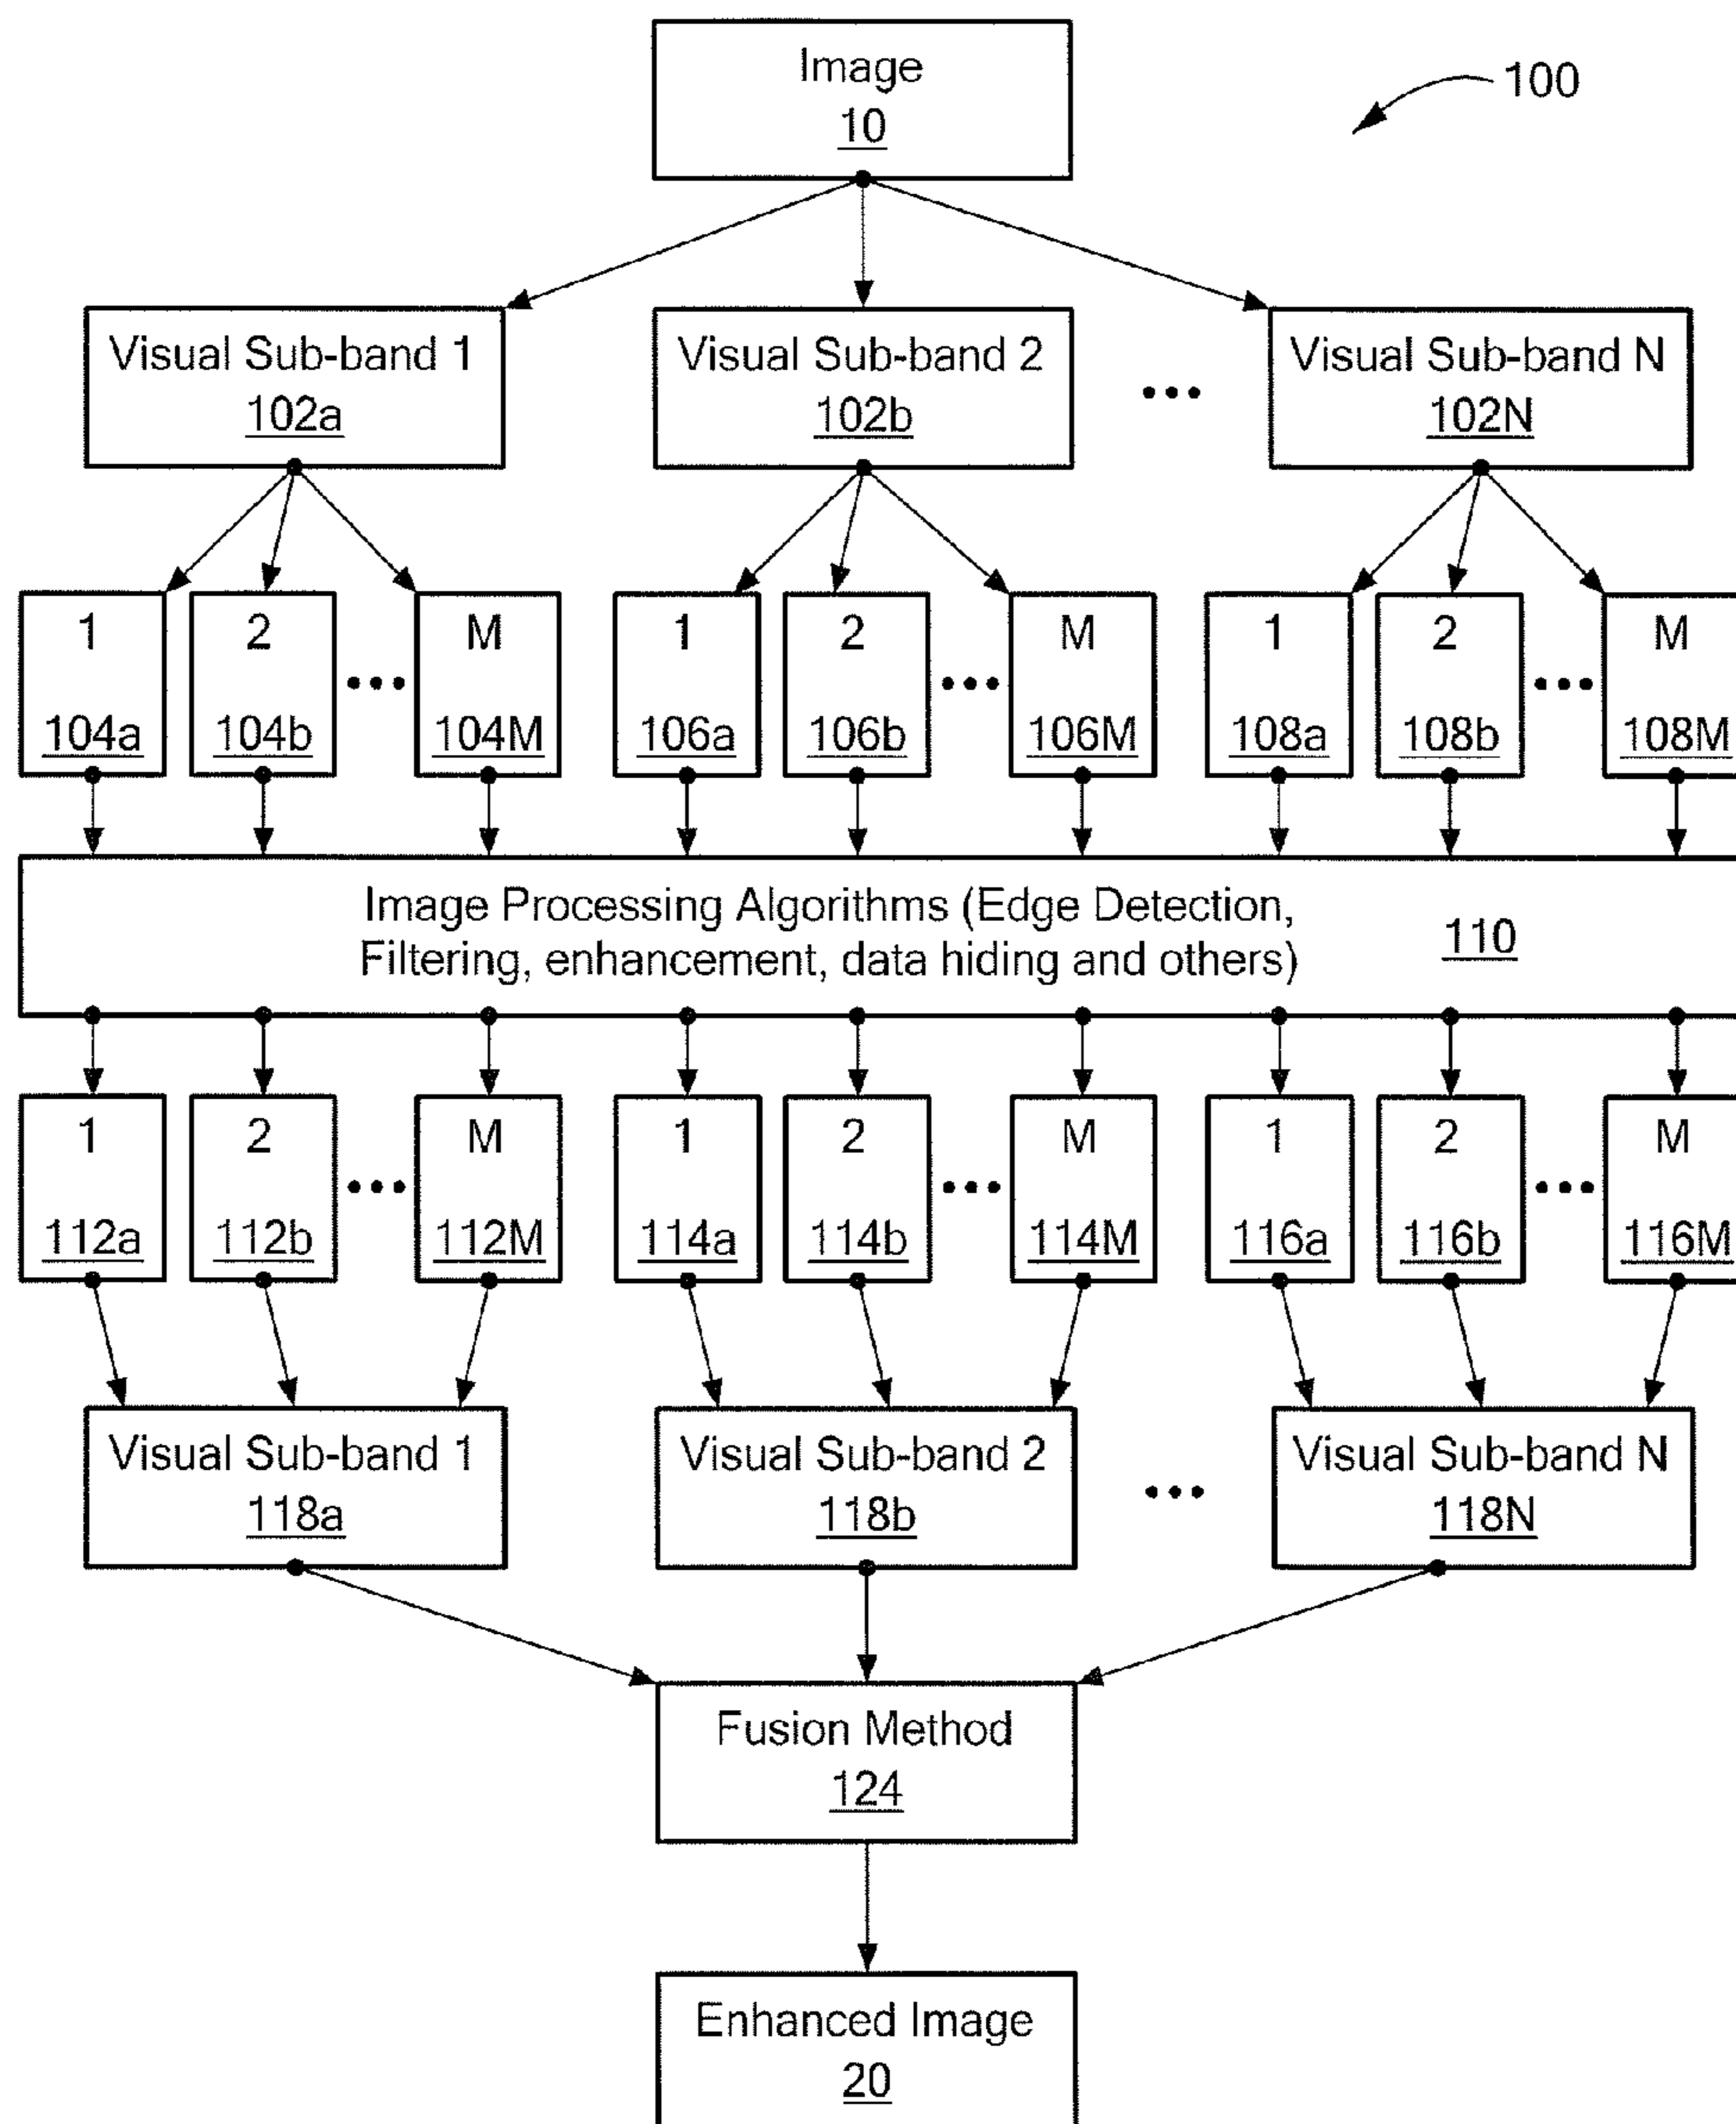 Image
10
100
Visual Sub-band 1
102a
Visual Sub-band 2
102b
...
Visual Sub-band N
102N
1
104a
2
104b
...
M
104M
1
106a
2
106b
...
M
106M
1
108a
2
108b
...
M
108M
Image Processing Algorithms (Edge Detection,
Filtering, enhancement, data hiding and others)
110
1
112a
2
112b
...
M
112M
1
114a
2
114b
...
M
114M
1
116a
2
116b
...
M
116M
Visual Sub-band 1
118a
Visual Sub-band 2
118b
...
Visual Sub-band N
118N
Fusion Method
124
Enhanced Image
20